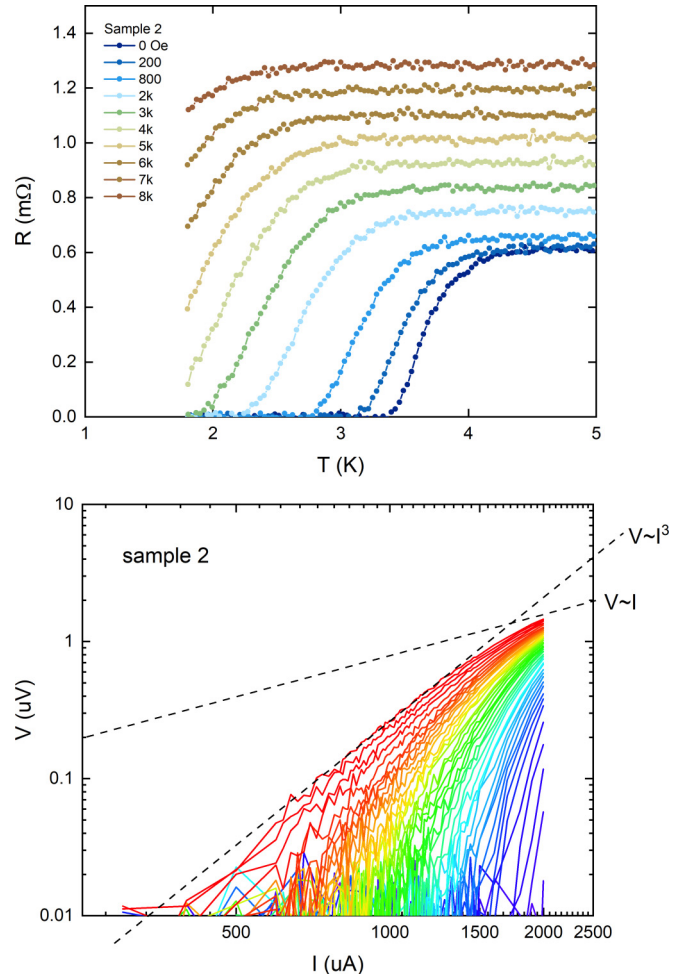 Sample 2
0 Oe
200
800
2k
3k
4k
5k
6k
7k
8k
1.4
1.2
1.0
0.8
0.6
0.4
0.2
0.0
R (mΩ)
1 2 3 4 5
T (K)
10
1
0.1
0.01
V (uV)
sample 2
V~I³
V~I
500 1000 1500 2000 2500
I (uA)